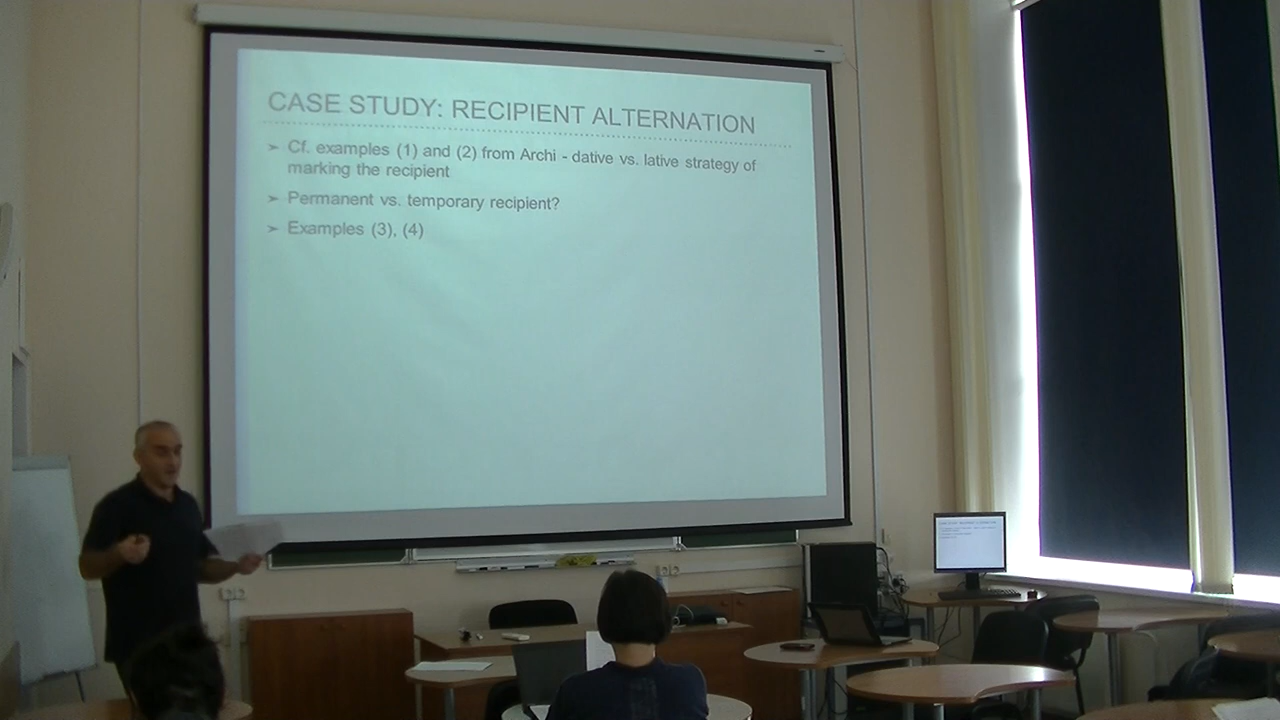 CASE STUDY: RECIPIENT ALTERNATION
➢ Cf. examples (1) and (2) from Archi - dative vs. lative strategy of
marking the recipient
➢ Permanent vs. temporary recipient?
➢ Examples (3), (4)